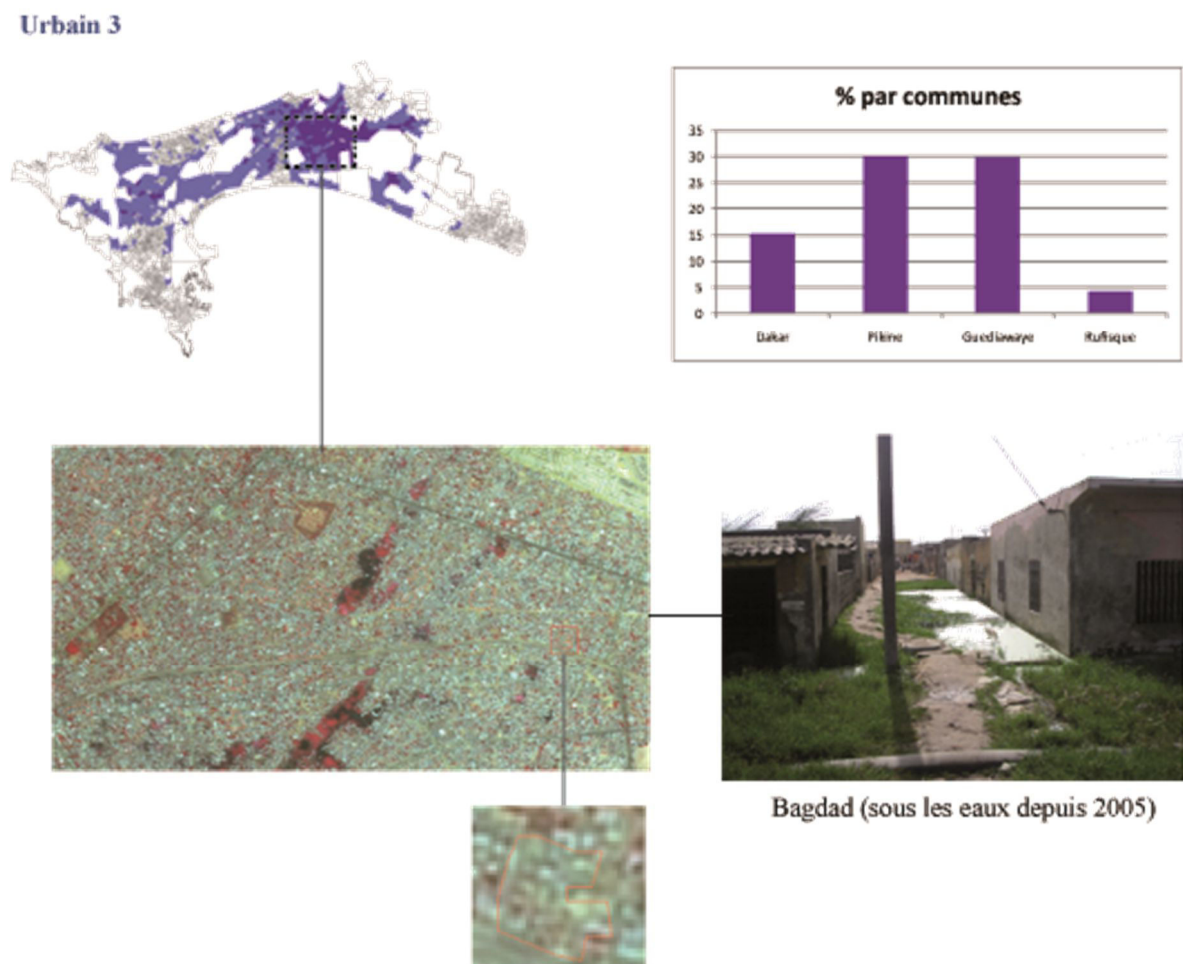 Urbain 3
% par communes
35
30
25
20
15
10
5
0
Dakar
Pikine
Guediawaye
Rufisque
Bagdad (sous les eaux depuis 2005)